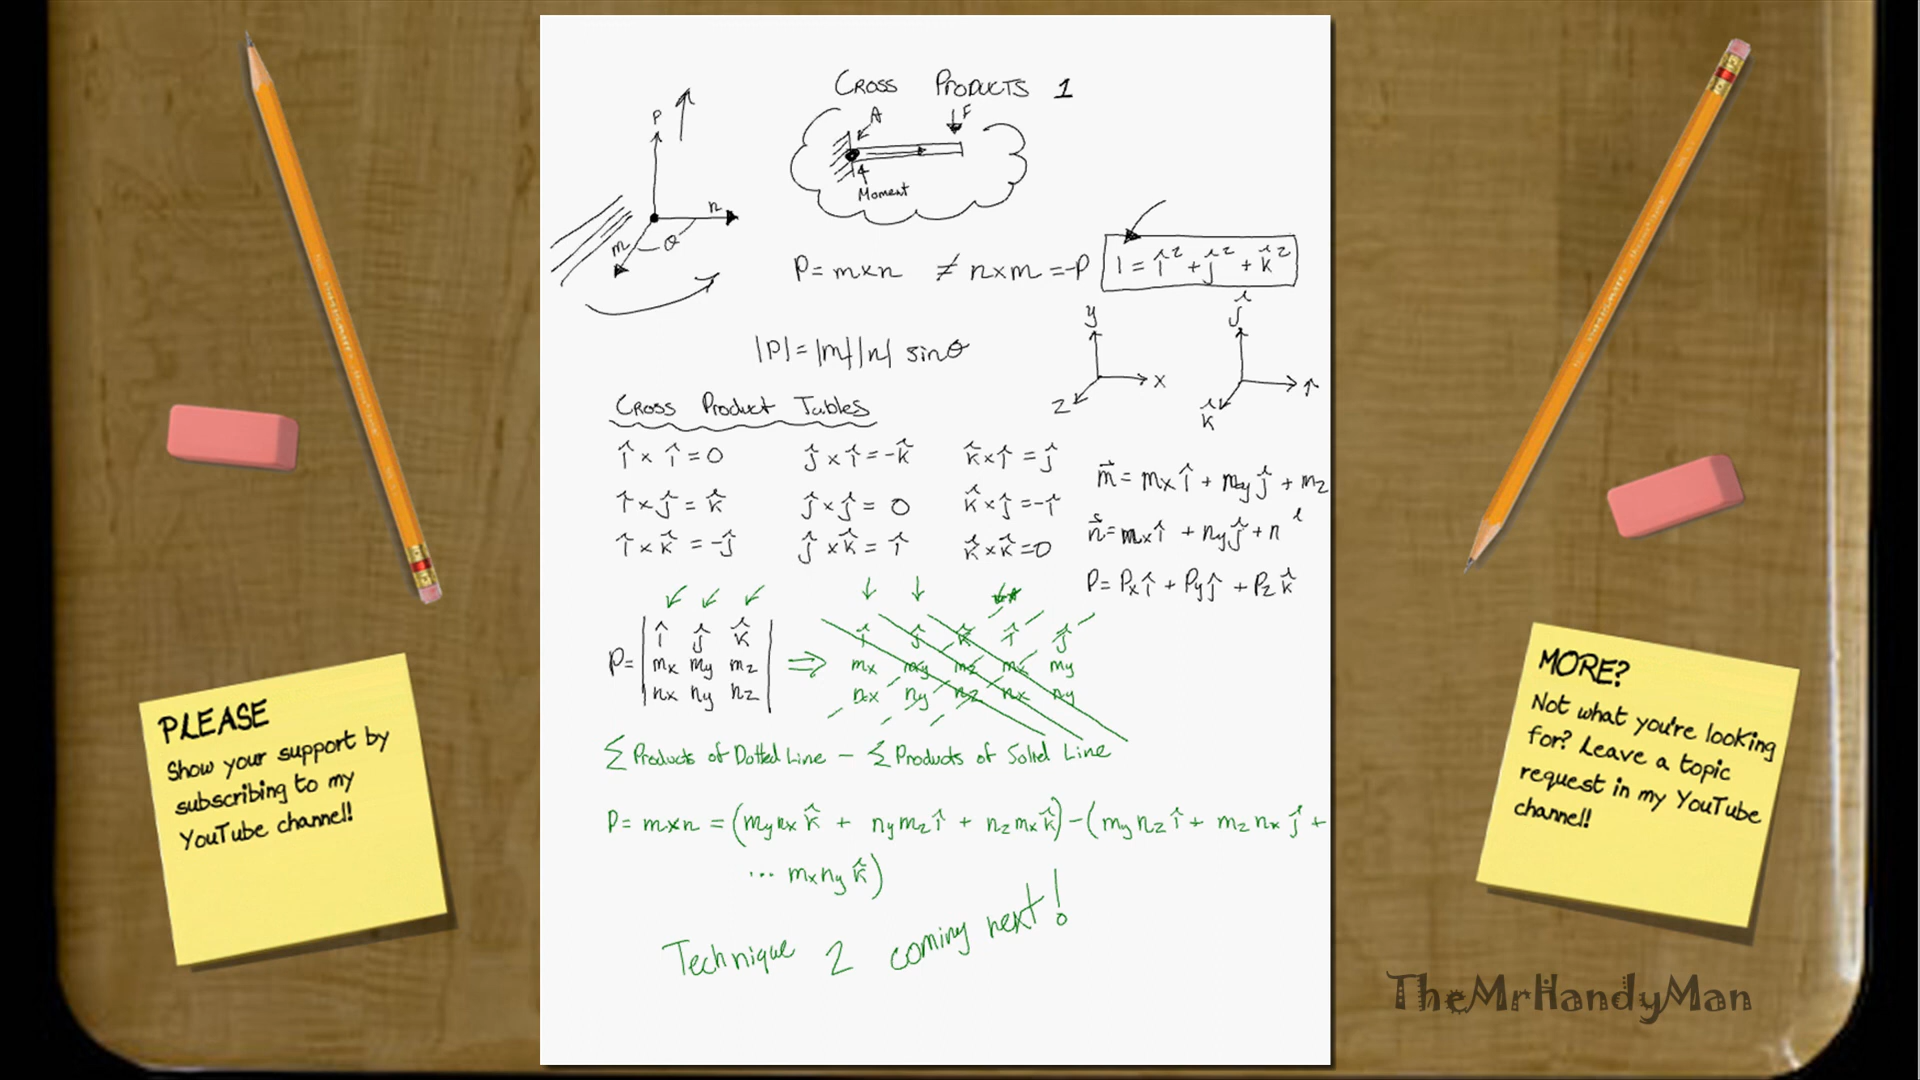 CROSS PRODUCTS 1
P
n
m
θ
A
F
Moment
P = m×n ≠ n×m = -P
1 = î² + ĵ² + k̂²
|P| = |m||n| sinθ
y
x
z
ĵ
î
k̂
Cross Product Tables
î × î = 0 ĵ × î = -k̂ k̂ × î = ĵ
î × ĵ = k̂ ĵ × ĵ = 0 k̂ × ĵ = -î
î × k̂ = -ĵ ĵ × k̂ = î k̂ × k̂ = 0
m⃗ = mx î + my ĵ + mz
n⃗ = mx î + ny ĵ + n
P = Px î + Py ĵ + Pz k̂
P = | î ĵ k̂ | ⇒ î ĵ k̂ î ĵ
mx my mz mx my mz mx my
nx ny nz nx ny nz nx ny
∑ Products of Dotted Line - ∑ Products of Solid Line
P = m×n = (my nx k̂ + ny mz î + nz mx k̂) - (my nz î + mz nx ĵ +
... mx ny k̂)
Technique 2 coming next!
PLEASE
Show your support by
subscribing to my
YouTube channel!
MORE?
Not what you're looking
for? Leave a topic
request in my YouTube
channel!
TheMrHandyMan